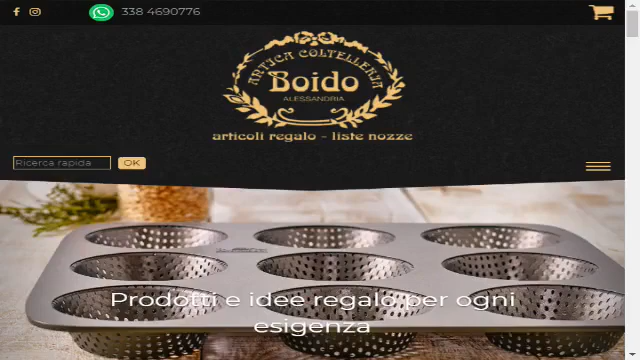 338 4690776
ANTICA COLTELLERIA
Boido
ALESSANDRIA
articoli regalo - liste nozze
Ricerca rapida
OK
Prodotti e idee regalo per ogni
esigenza